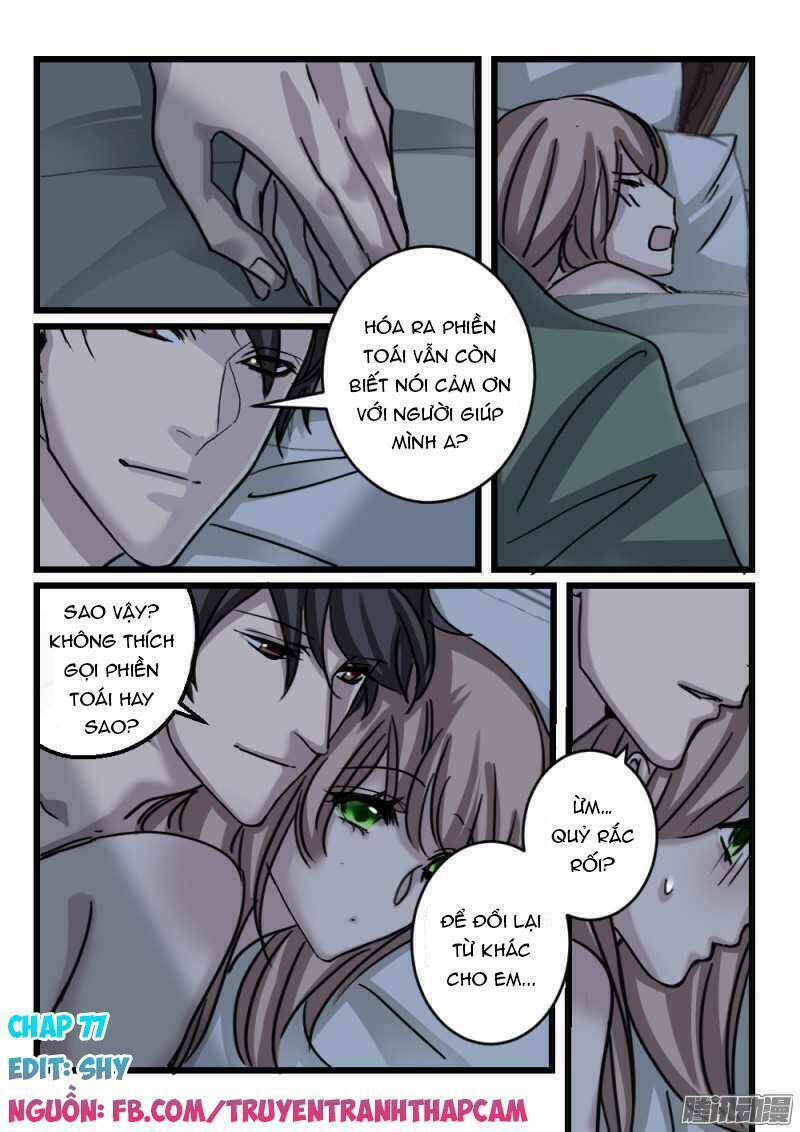 HÓA RA PHIỀN
TOÁI VẪN CÒN
BIẾT NÓI CẢM ƠN
VỚI NGƯỜI GIÚP
MÌNH A?
SAO VẬY?
KHÔNG THÍCH
GỌI PHIỀN
TOÁI HAY
SAO?
ỪM...
QUỶ RẮC
RỐI?
ĐỂ ĐỔI LẠI
TỪ KHÁC
CHO EM...
CHAP 77
EDIT: SHY
NGUỒN: FB.COM/TRUYENTRANHTHAPCAM
腾讯动漫